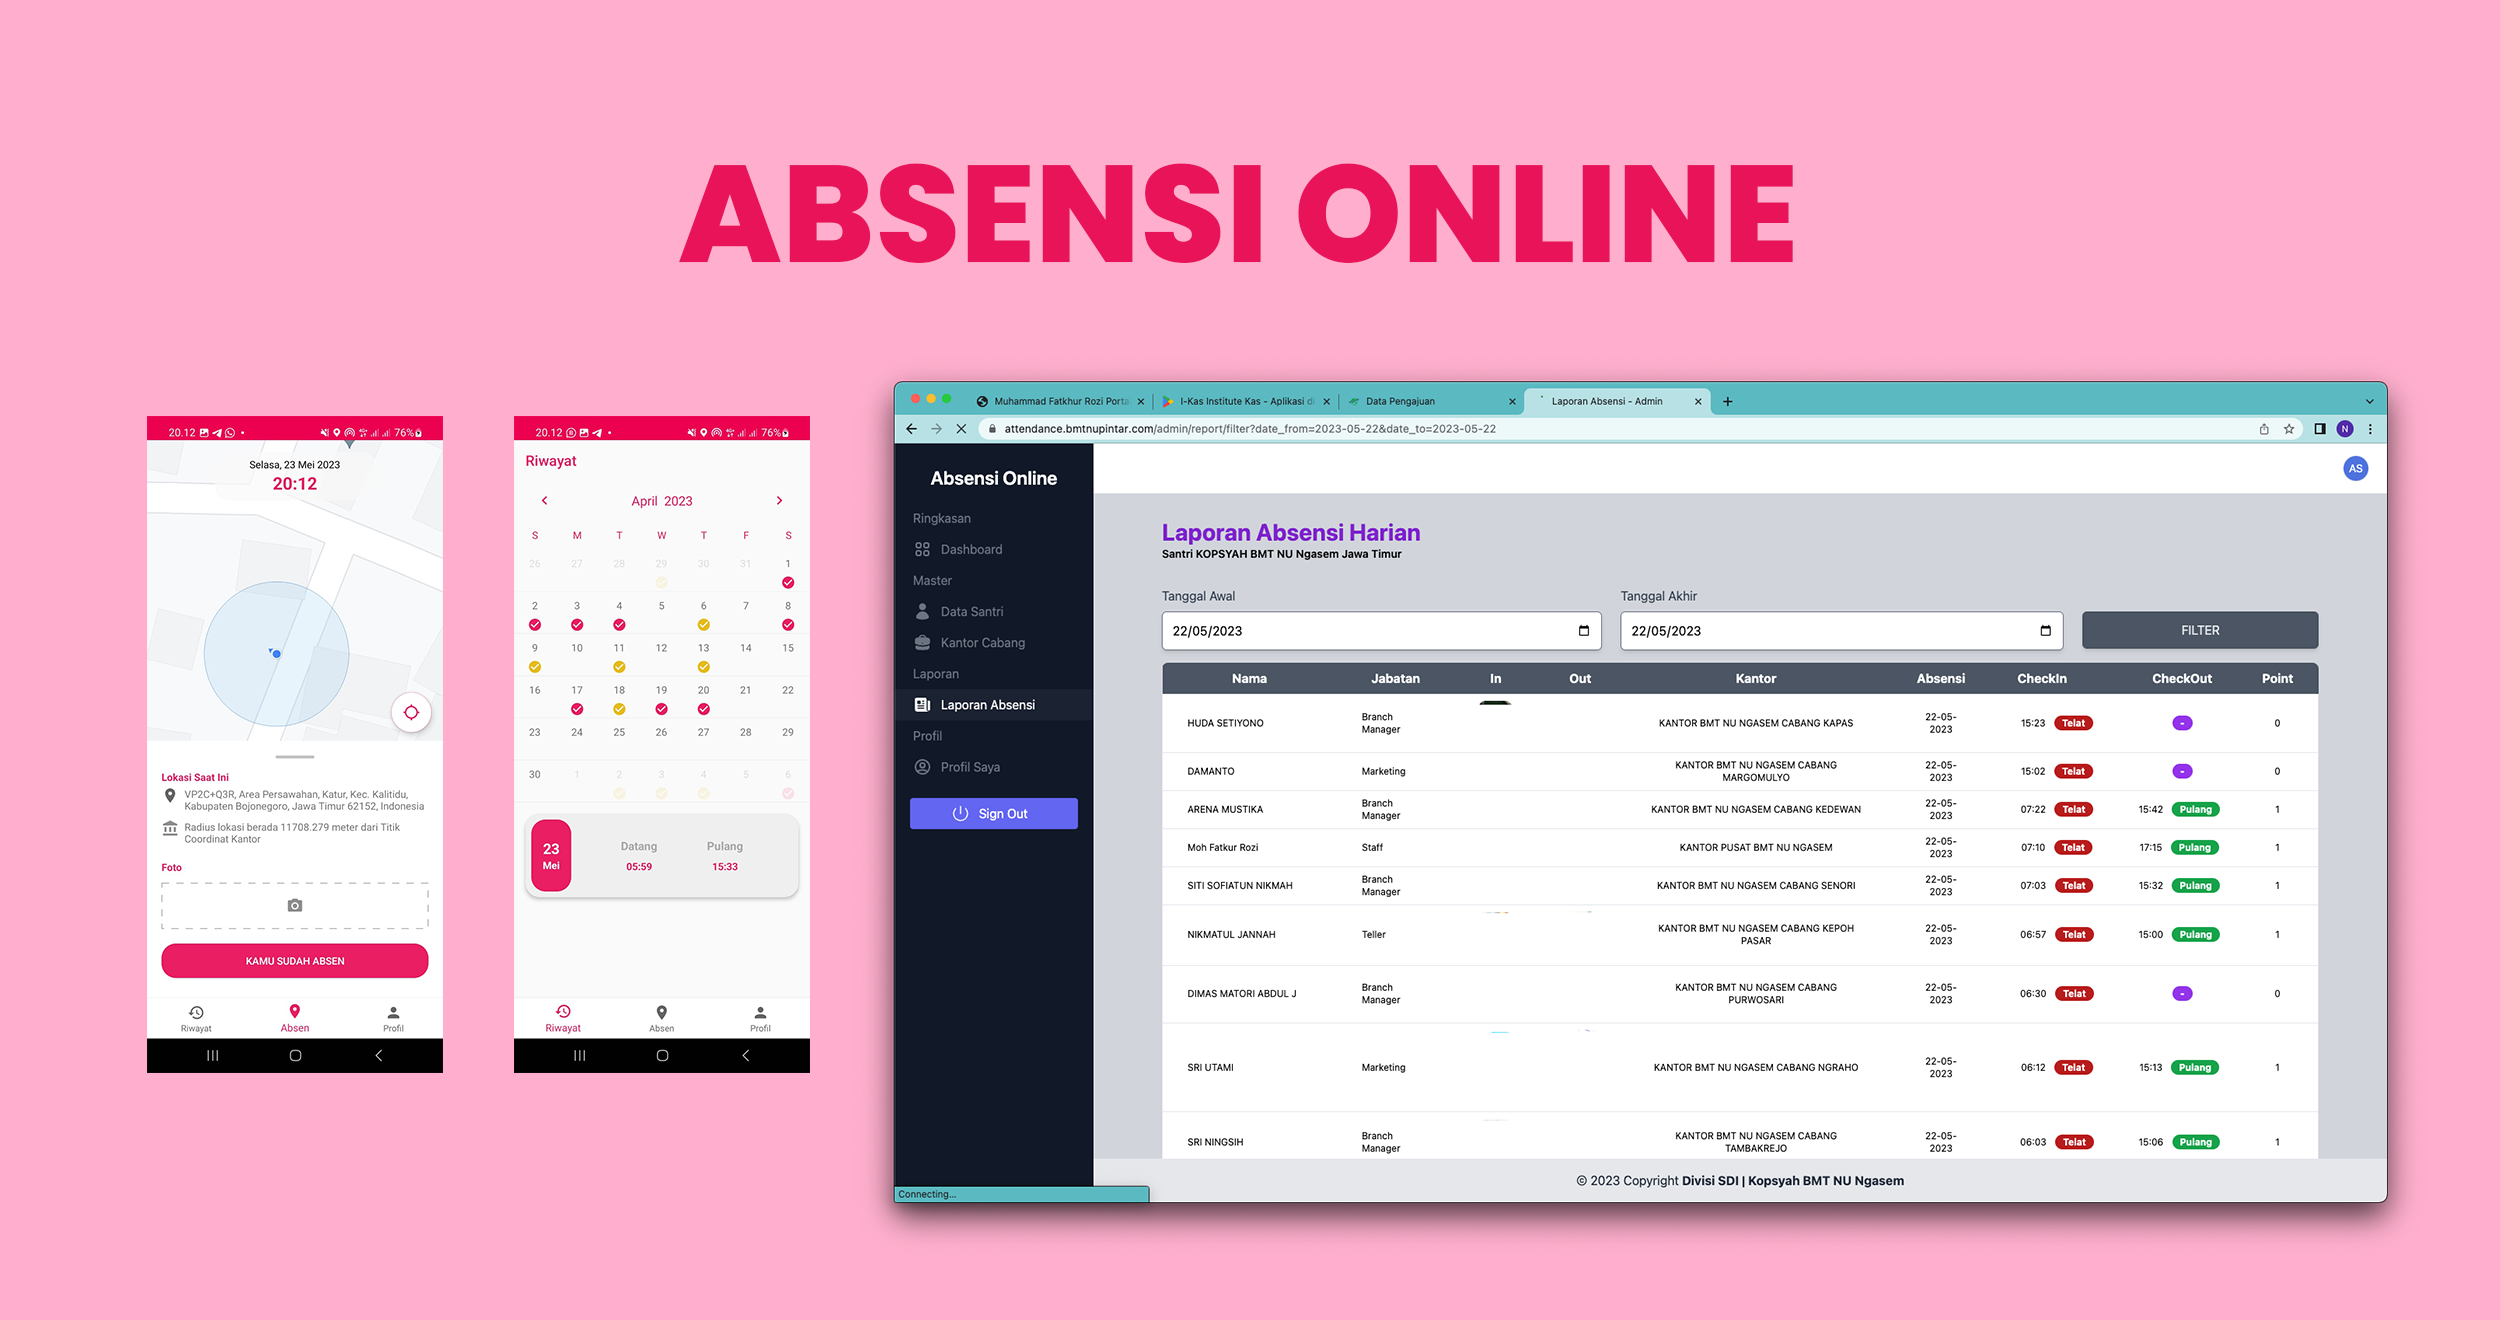 ABSENSI ONLINE
20.12
76%
Selasa, 23 Mei 2023
20:12
Lokasi Saat Ini
VP2C+Q3R, Area Persawahan, Katur, Kec. Kalitidu,
Kabupaten Bojonegoro, Jawa Timur 62152, Indonesia
Radius lokasi berada 11708.279 meter dari Titik
Coordinat Kantor
Foto
KAMU SUDAH ABSEN
Riwayat Absen Profil
20.12
76%
Riwayat
April 2023
S M T W T F S
26 27 28 29 30 31 1
2 3 4 5 6 7 8
9 10 11 12 13 14 15
16 17 18 19 20 21 22
23 24 25 26 27 28 29
30 1 2 3 4 5 6
23 Datang Pulang
Mei 05:59 15:33
Riwayat Absen Profil
Muhammad Fatkhur Rozi Porta I-Kas Institute Kas - Aplikasi di Data Pengajuan Laporan Absensi - Admin
attendance.bmtnupintar.com/admin/report/filter?date_from=2023-05-22&date_to=2023-05-22
N
Absensi Online
Ringkasan
Dashboard
Master
Data Santri
Kantor Cabang
Laporan
Laporan Absensi
Profil
Profil Saya
Sign Out
Connecting...
AS
Laporan Absensi Harian
Santri KOPSYAH BMT NU Ngasem Jawa Timur
Tanggal Awal Tanggal Akhir
22/05/2023 22/05/2023 FILTER
Nama Jabatan In Out Kantor Absensi CheckIn CheckOut Point
HUDA SETIYONO Branch Manager KANTOR BMT NU NGASEM CABANG KAPAS 22-05-2023 15:23 Telat - 0
DAMANTO Marketing KANTOR BMT NU NGASEM CABANG MARGOMULYO 22-05-2023 15:02 Telat - 0
ARENA MUSTIKA Branch Manager KANTOR BMT NU NGASEM CABANG KEDEWAN 22-05-2023 07:22 Telat 15:42 Pulang 1
Moh Fatkur Rozi Staff KANTOR PUSAT BMT NU NGASEM 22-05-2023 07:10 Telat 17:15 Pulang 1
SITI SOFIATUN NIKMAH Branch Manager KANTOR BMT NU NGASEM CABANG SENORI 22-05-2023 07:03 Telat 15:32 Pulang 1
NIKMATUL JANNAH Teller KANTOR BMT NU NGASEM CABANG KEPOH PASAR 22-05-2023 06:57 Telat 15:00 Pulang 1
DIMAS MATORI ABDUL J Branch Manager KANTOR BMT NU NGASEM CABANG PURWOSARI 22-05-2023 06:30 Telat - 0
SRI UTAMI Marketing KANTOR BMT NU NGASEM CABANG NGRAHO 22-05-2023 06:12 Telat 15:13 Pulang 1
SRI NINGSIH Branch Manager KANTOR BMT NU NGASEM CABANG TAMBAKREJO 22-05-2023 06:03 Telat 15:06 Pulang 1
© 2023 Copyright Divisi SDI | Kopsyah BMT NU Ngasem